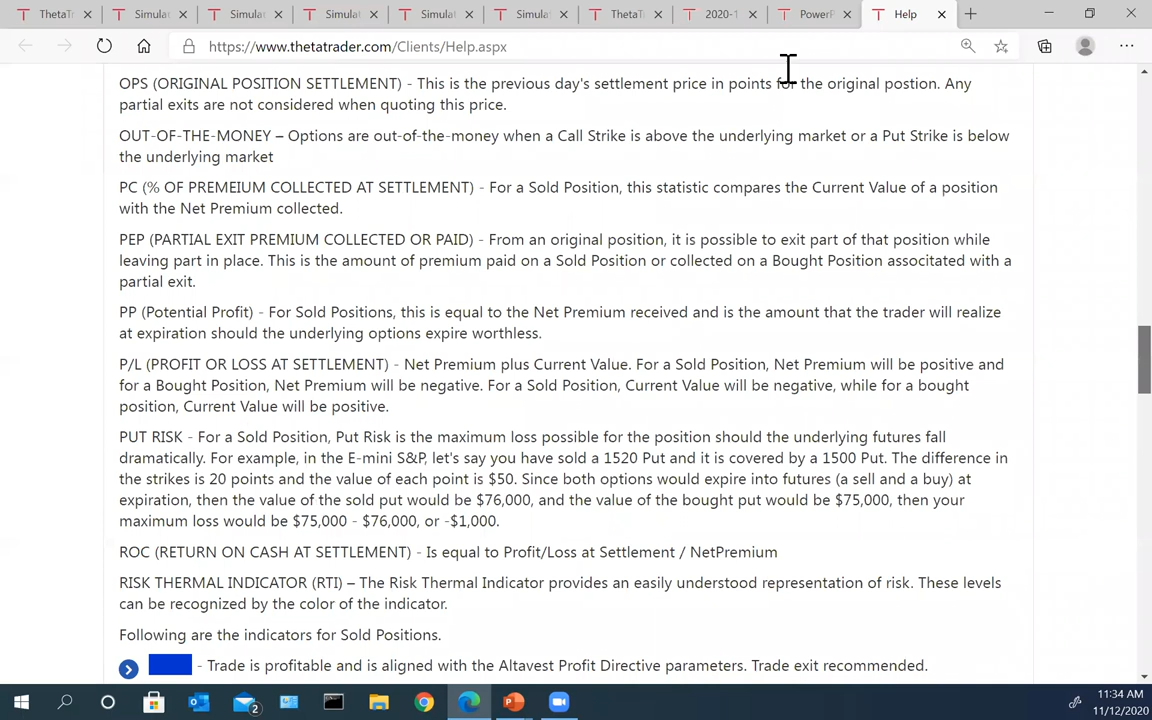 ThetaTr
Simula
Simulat
Simulat
Simulat
Simulat
ThetaTr
2020-1
PowerP
Help
https://www.thetatrader.com/Clients/Help.aspx
OPS (ORIGINAL POSITION SETTLEMENT) - This is the previous day's settlement price in points for the original postion. Any
partial exits are not considered when quoting this price.
OUT-OF-THE-MONEY – Options are out-of-the-money when a Call Strike is above the underlying market or a Put Strike is below
the underlying market
PC (% OF PREMEIUM COLLECTED AT SETTLEMENT) - For a Sold Position, this statistic compares the Current Value of a position
with the Net Premium collected.
PEP (PARTIAL EXIT PREMIUM COLLECTED OR PAID) - From an original position, it is possible to exit part of that position while
leaving part in place. This is the amount of premium paid on a Sold Position or collected on a Bought Position associtated with a
partial exit.
PP (Potential Profit) - For Sold Positions, this is equal to the Net Premium received and is the amount that the trader will realize
at expiration should the underlying options expire worthless.
P/L (PROFIT OR LOSS AT SETTLEMENT) - Net Premium plus Current Value. For a Sold Position, Net Premium will be positive and
for a Bought Position, Net Premium will be negative. For a Sold Position, Current Value will be negative, while for a bought
position, Current Value will be positive.
PUT RISK - For a Sold Position, Put Risk is the maximum loss possible for the position should the underlying futures fall
dramatically. For example, in the E-mini S&P, let's say you have sold a 1520 Put and it is covered by a 1500 Put. The difference in
the strikes is 20 points and the value of each point is $50. Since both options would expire into futures (a sell and a buy) at
expiration, then the value of the sold put would be $76,000, and the value of the bought put would be $75,000, then your
maximum loss would be $75,000 - $76,000, or -$1,000.
ROC (RETURN ON CASH AT SETTLEMENT) - Is equal to Profit/Loss at Settlement / NetPremium
RISK THERMAL INDICATOR (RTI) – The Risk Thermal Indicator provides an easily understood representation of risk. These levels
can be recognized by the color of the indicator.
Following are the indicators for Sold Positions.
- Trade is profitable and is aligned with the Altavest Profit Directive parameters. Trade exit recommended.
2
11:34 AM
11/12/2020